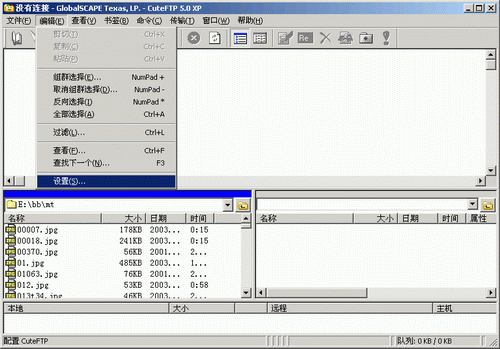 没有连接 - GlobalSCAPE Texas, LP. - CuteFTP 5.0 XP
文件(F) 编辑(E) 查看(V) 书签(B) 命令(C) 传输(T) 窗口(W) 帮助(H)
剪切(T) Ctrl+X
复制(C) Ctrl+C
粘贴(P) Ctrl+V
组群选择(E)... NumPad +
取消组群选择(D)... NumPad -
反向选择(I) NumPad *
全部选择(A) Ctrl+A
过滤(L)... Ctrl+L
查看(F)... Ctrl+F
查找下一个(N)... F3
设置(S)...
E:\bb\mt
名称 大小 日期 时间 名称 大小 日期 时间 属性
00007.jpg 178KB 2003... 0:15
00018.jpg 241KB 2003... 0:15
00370.jpg 56KB 2001... 2...
01.jpg 485KB 2003... 1...
01063.jpg 76KB 2001... 2...
012.jpg 53KB 2003... 0:58
013t34.jpg 46KB 2003... 2...
本地 大小 远程 主机
配置 CuteFTP 队列: 0 KB / 0 KB